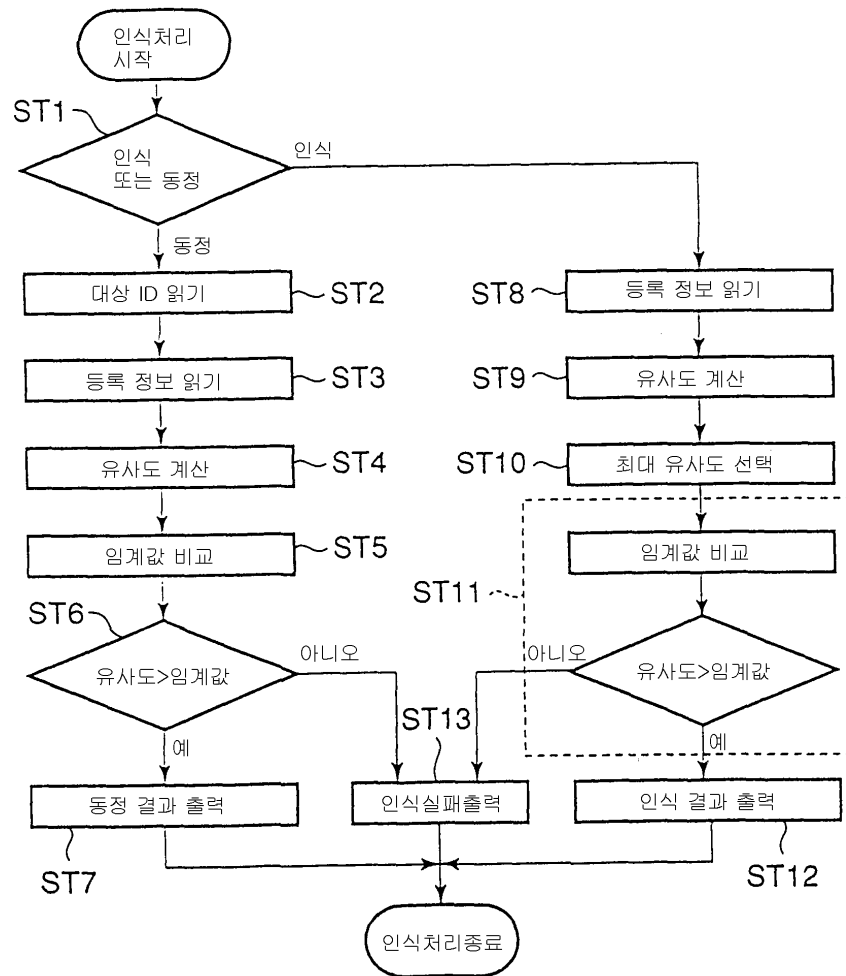 인식처리
시작
ST1
인식
또는 동정
인식
동정
대상 ID 읽기
ST2
등록 정보 읽기
ST3
유사도 계산
ST4
임계값 비교
ST5
ST6
유사도>임계값
아니오
예
동정 결과 출력
ST7
ST8
등록 정보 읽기
ST9
유사도 계산
ST10
최대 유사도 선택
임계값 비교
ST11
유사도>임계값
아니오
예
ST13
인식실패출력
인식 결과 출력
ST12
인식처리종료